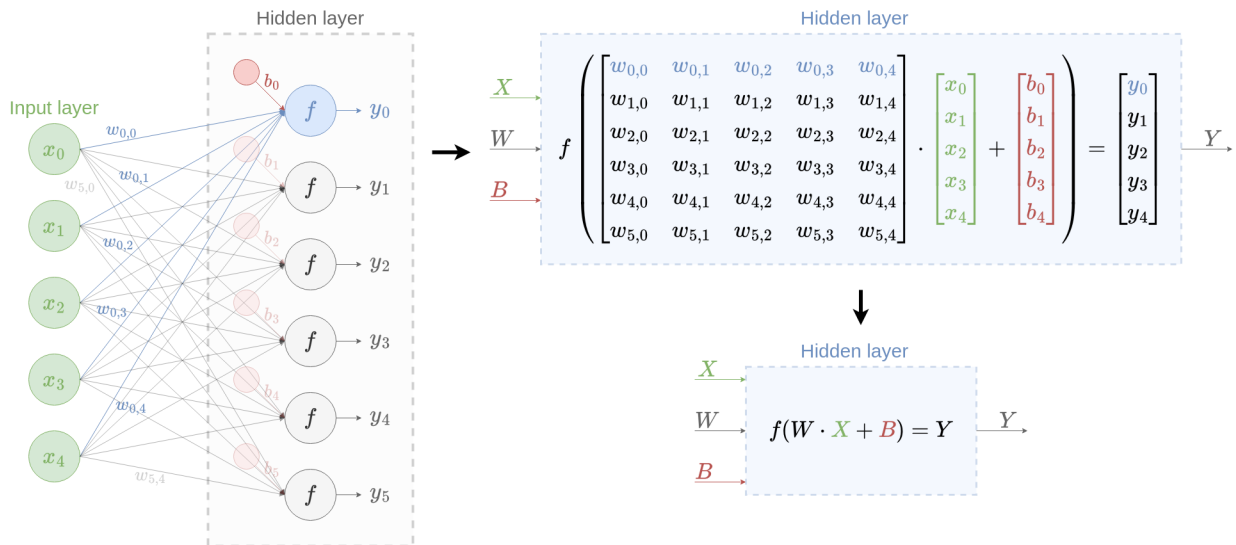 Hidden layer
Input layer
b₀
f y₀
x₀ w₀,₀
w₅,₀ b₁
w₀,₁ f y₁
x₁ b₂
w₀,₂ f y₂
x₂ w₀,₃ b₃
f y₃
x₃ b₄
w₀,₄ f y₄
x₄ w₅,₄ b₅
f y₅
Hidden layer
X
W
B
f ( [ w₀,₀ w₀,₁ w₀,₂ w₀,₃ w₀,₄
w₁,₀ w₁,₁ w₁,₂ w₁,₃ w₁,₄
w₂,₀ w₂,₁ w₂,₂ w₂,₃ w₂,₄
w₃,₀ w₃,₁ w₃,₂ w₃,₃ w₃,₄
w₄,₀ w₄,₁ w₄,₂ w₄,₃ w₄,₄
w₅,₀ w₅,₁ w₅,₂ w₅,₃ w₅,₄ ]
·
[ x₀
x₁
x₂
x₃
x₄ ]
+
[ b₀
b₁
b₂
b₃
b₄ ] )
=
[ y₀
y₁
y₂
y₃
y₄ ]
Y
Hidden layer
X
W
B
f(W · X + B) = Y
Y